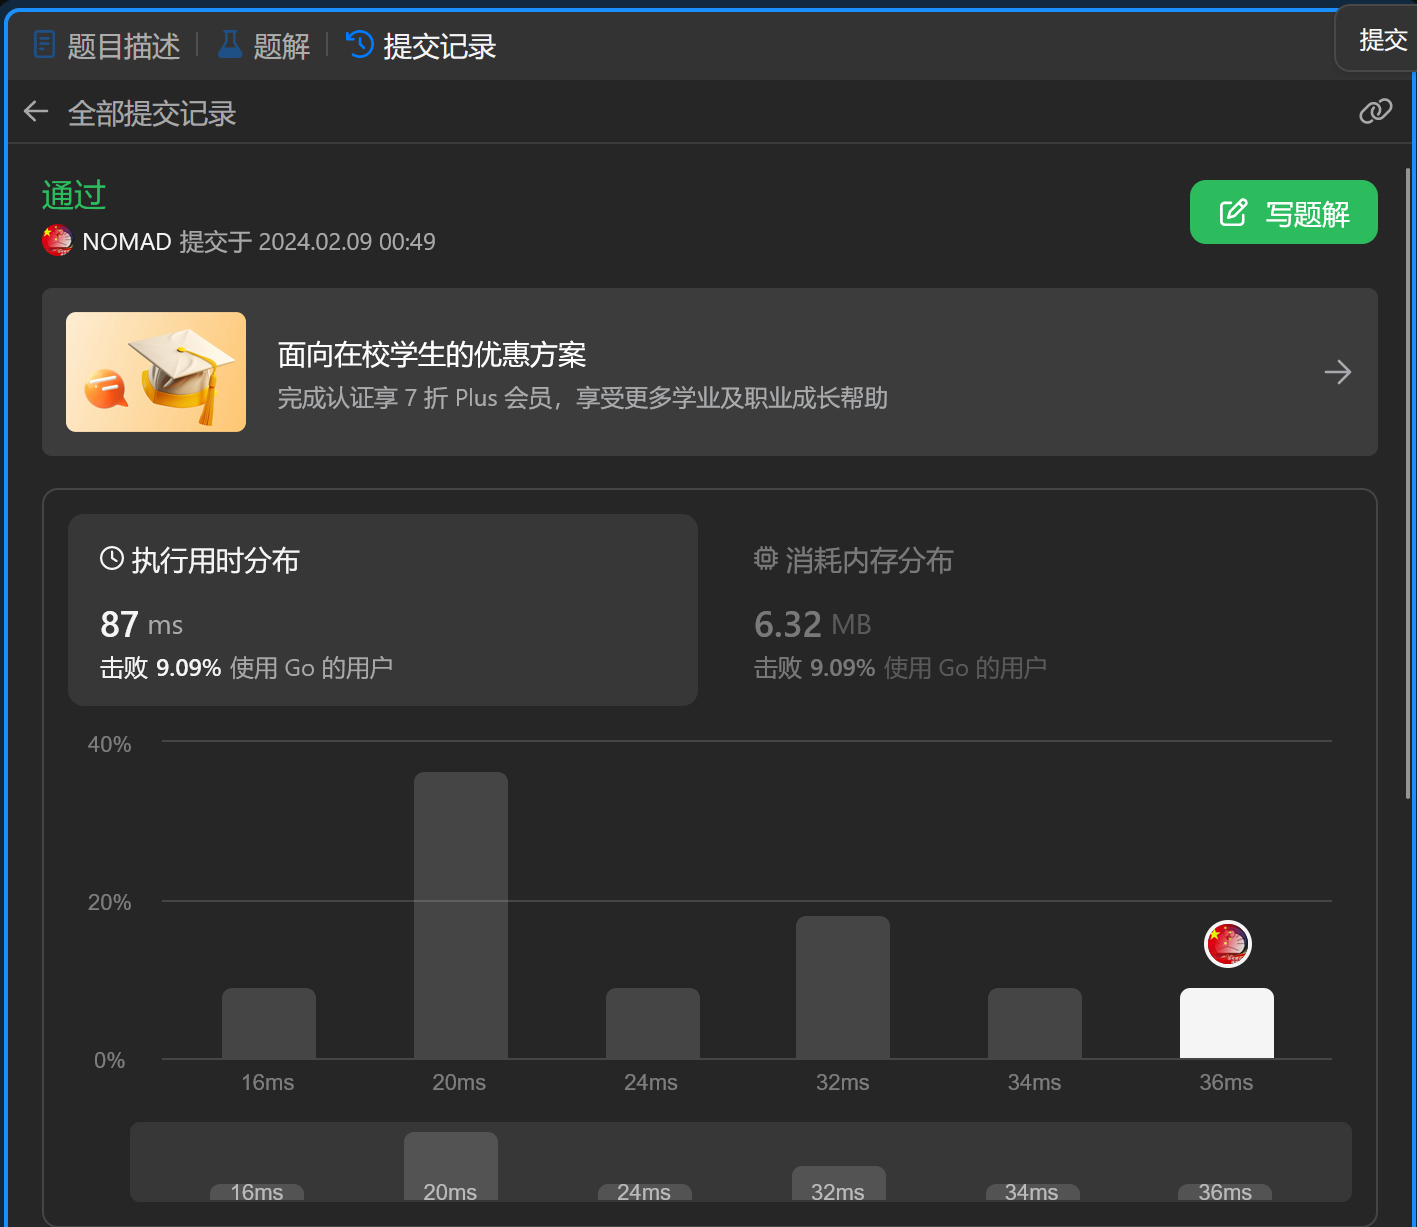 题目描述
题解
提交记录
提交
全部提交记录
通过
写题解
NOMAD 提交于 2024.02.09 00:49
面向在校学生的优惠方案
完成认证享 7 折 Plus 会员，享受更多学业及职业成长帮助
执行用时分布
87 ms
击败 9.09% 使用 Go 的用户
消耗内存分布
6.32 MB
击败 9.09% 使用 Go 的用户
40%
20%
0%
16ms 20ms 24ms 32ms 34ms 36ms
16ms 20ms 24ms 32ms 34ms 36ms